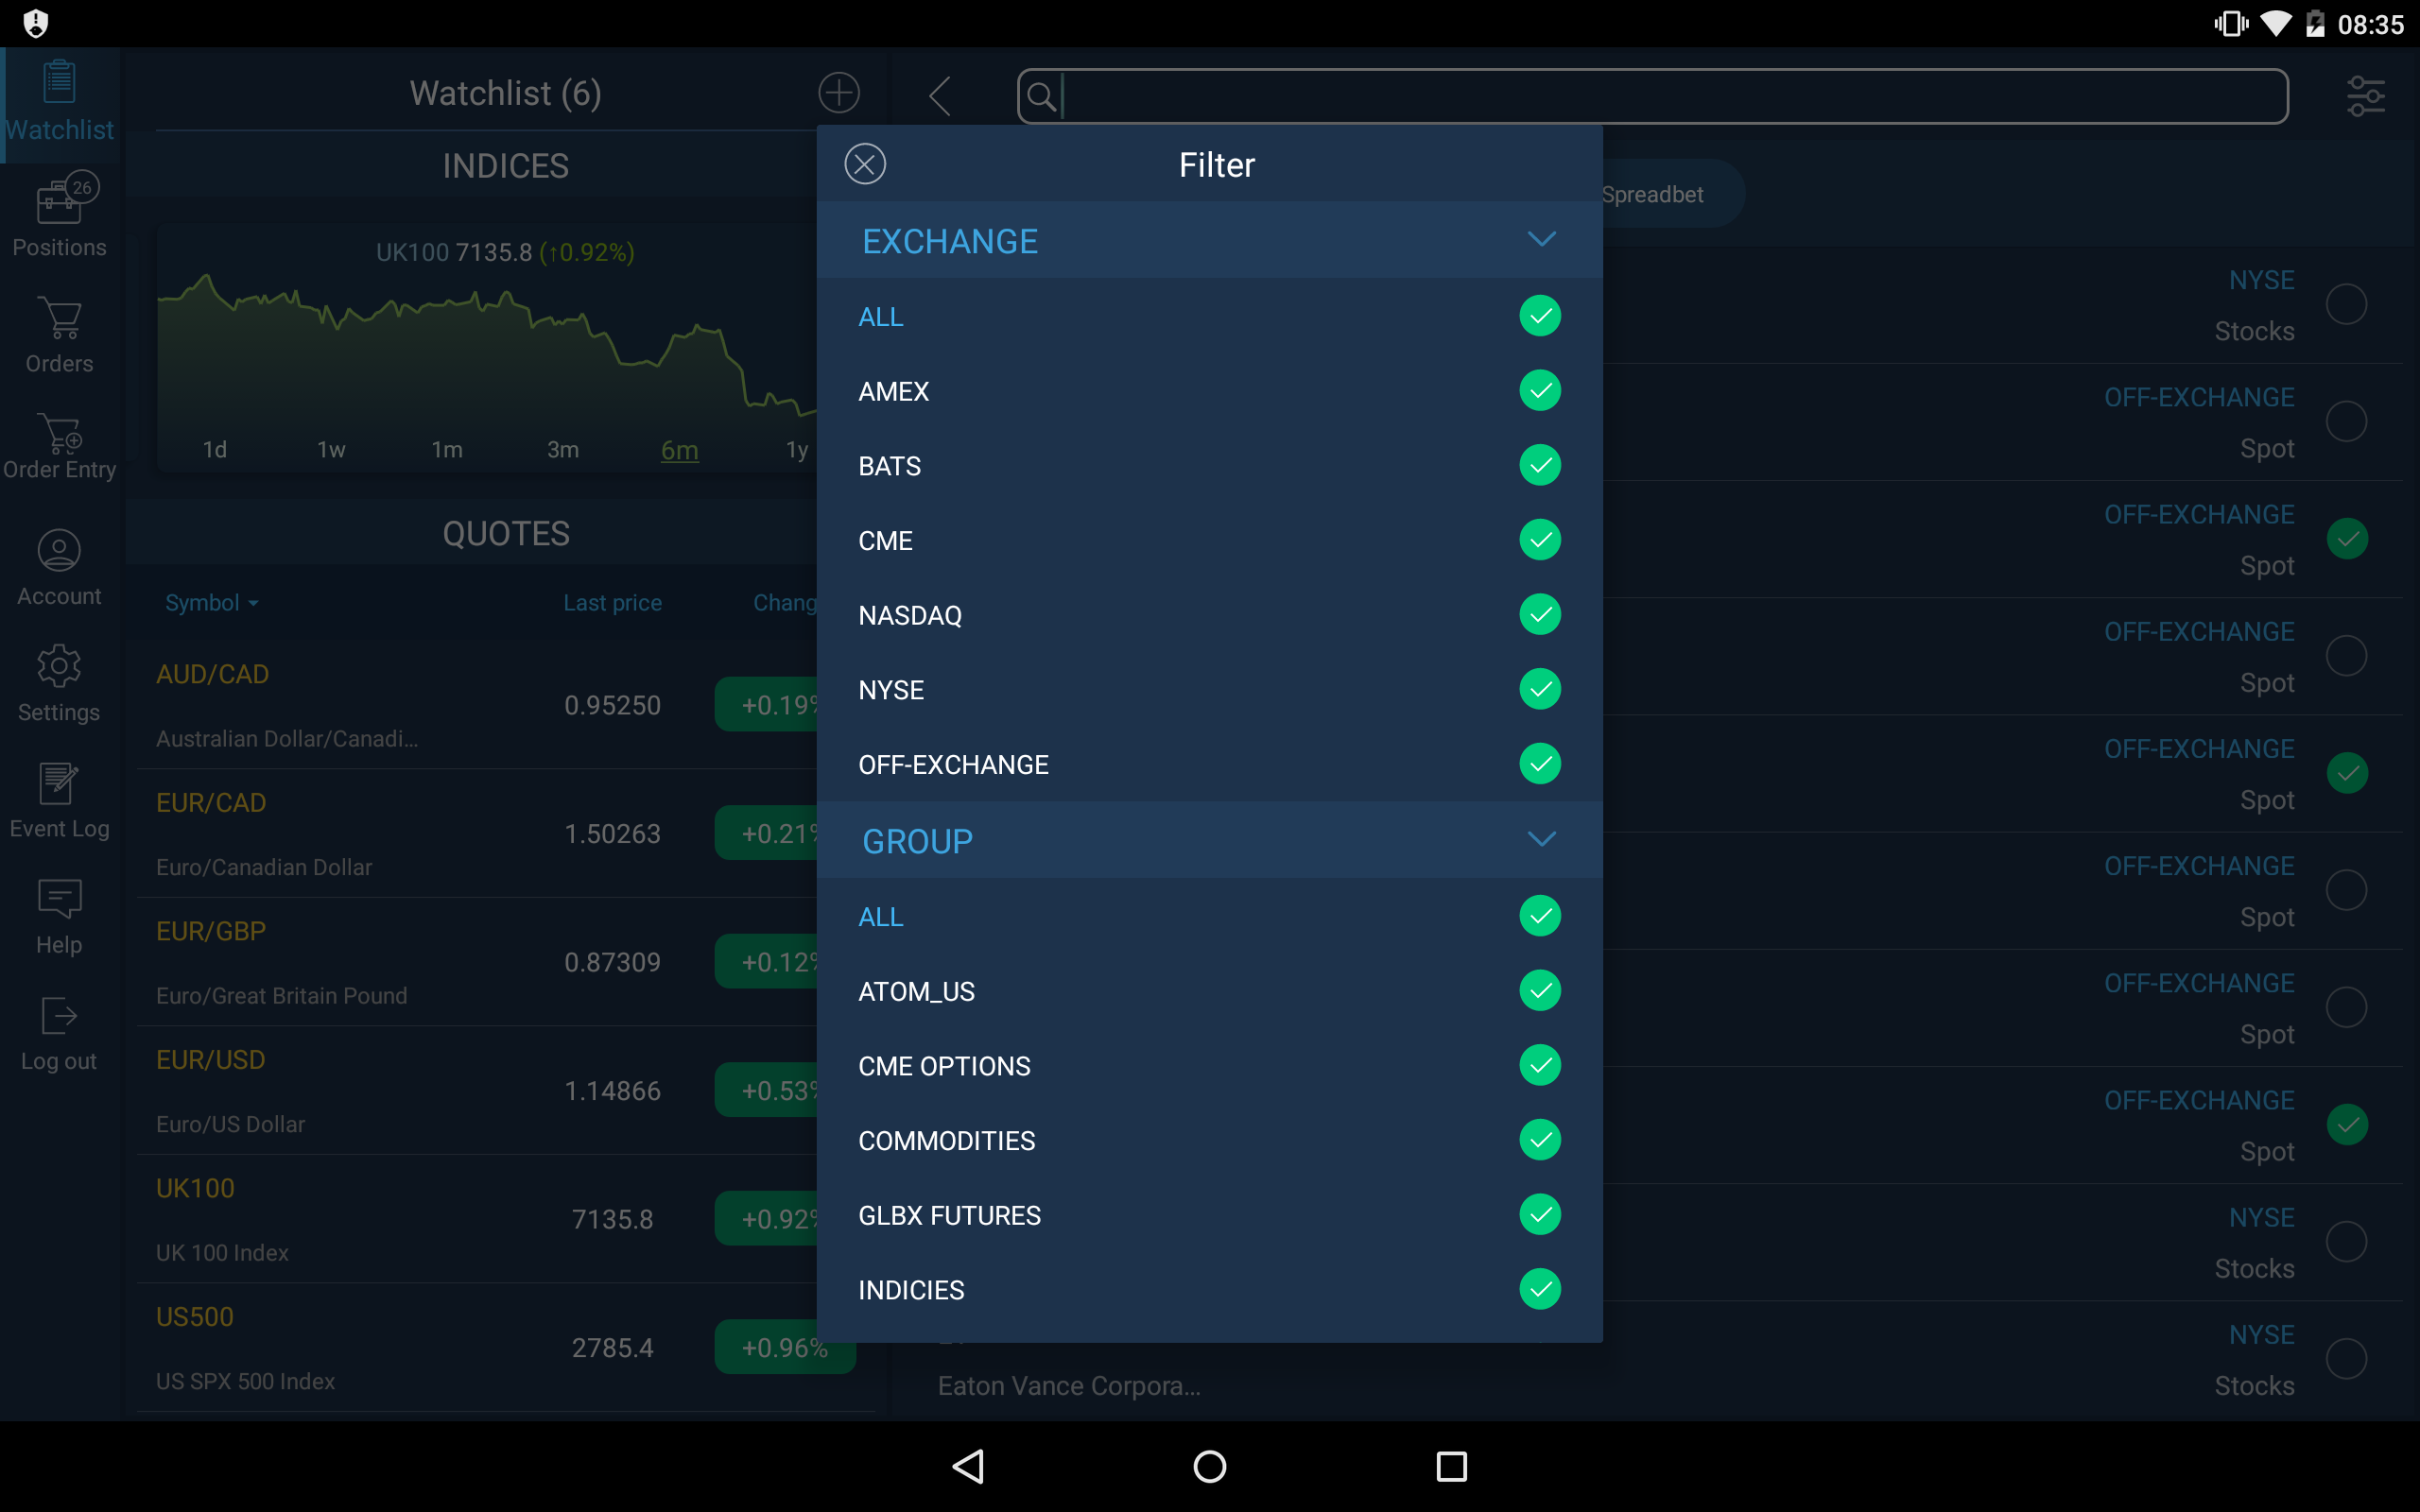 08:35
Watchlist
26
Positions
Orders
Order Entry
Account
Settings
Event Log
Help
Log out
Watchlist (6)
INDICES
UK100 7135.8 (↑0.92%)
1d 1w 1m 3m 6m 1y
QUOTES
Symbol Last price Chang
AUD/CAD
0.95250 +0.19%
Australian Dollar/Canadi...
EUR/CAD
1.50263 +0.21%
Euro/Canadian Dollar
EUR/GBP
0.87309 +0.12%
Euro/Great Britain Pound
EUR/USD
1.14866 +0.53%
Euro/US Dollar
UK100
7135.8 +0.92%
UK 100 Index
US500
2785.4 +0.96%
US SPX 500 Index
Filter
EXCHANGE
ALL
AMEX
BATS
CME
NASDAQ
NYSE
OFF-EXCHANGE
GROUP
ALL
ATOM_US
CME OPTIONS
COMMODITIES
GLBX FUTURES
INDICIES
Spreadbet
NYSE
Stocks
OFF-EXCHANGE
Spot
OFF-EXCHANGE
Spot
OFF-EXCHANGE
Spot
OFF-EXCHANGE
Spot
OFF-EXCHANGE
Spot
OFF-EXCHANGE
Spot
OFF-EXCHANGE
Spot
NYSE
Stocks
NYSE
Eaton Vance Corpora... Stocks